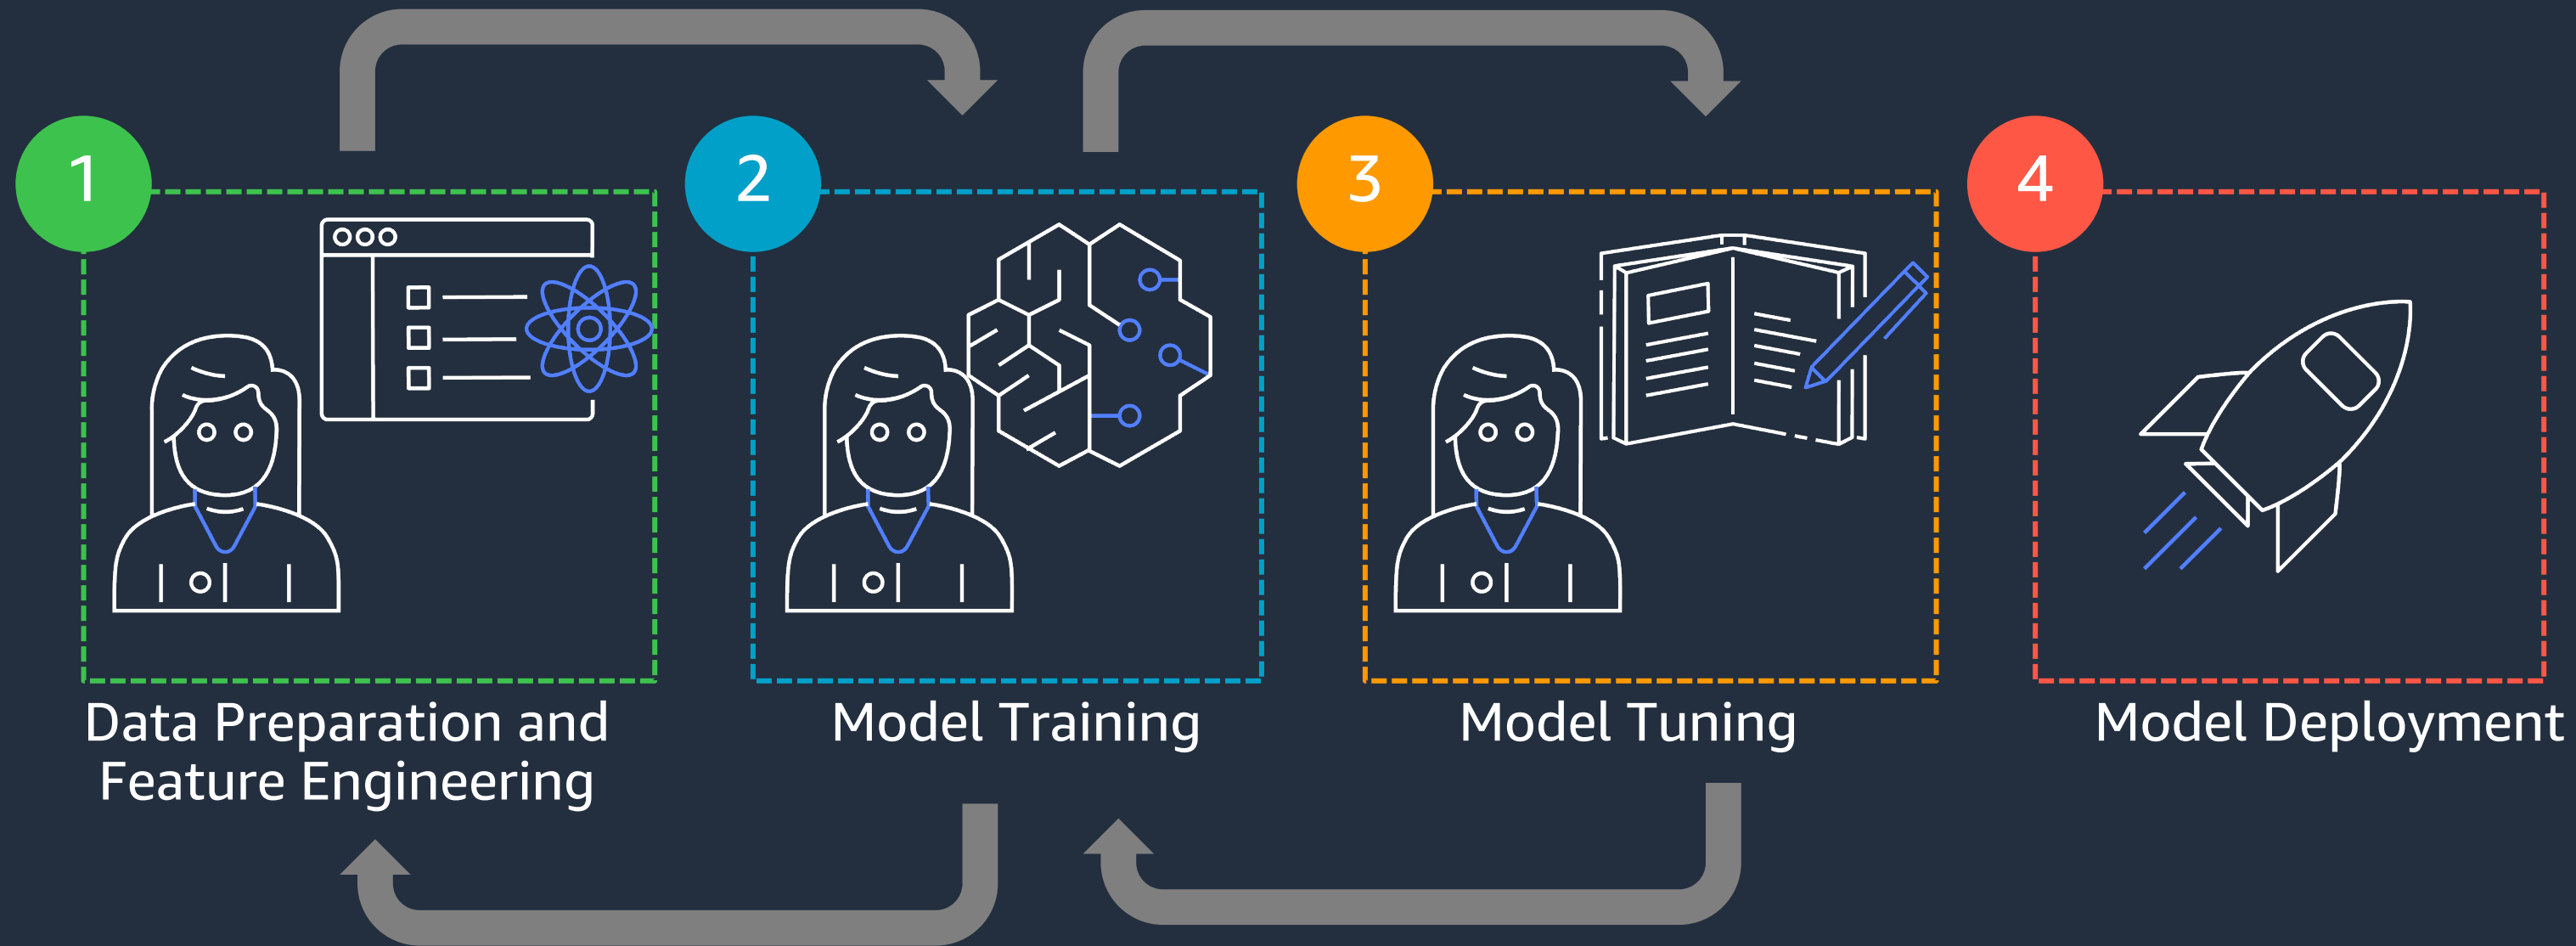 1
2
3
4
Data Preparation and
Feature Engineering
Model Training
Model Tuning
Model Deployment